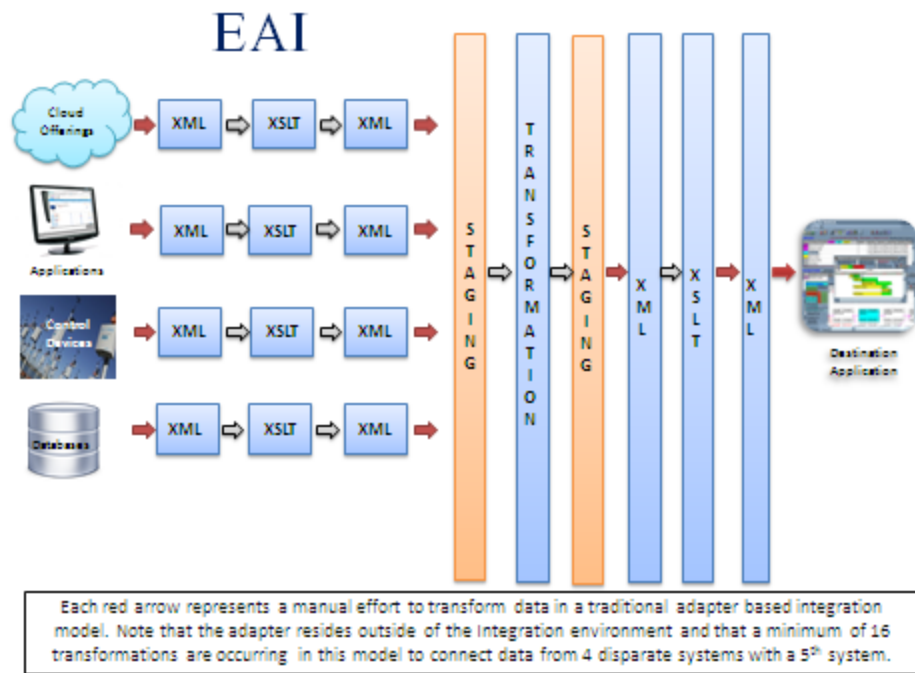 EAI
Cloud
Offerings
XML
XSLT
XML
Applications
XML
XSLT
XML
Control
Devices
XML
XSLT
XML
Databases
XML
XSLT
XML
STAGING
TRANSFORMATION
STAGING
XML
XSLT
XML
Destination
Application
Each red arrow represents a manual effort to transform data in a traditional adapter based integration
model. Note that the adapter resides outside of the Integration environment and that a minimum of 16
transformations are occurring in this model to connect data from 4 disparate systems with a 5th system.